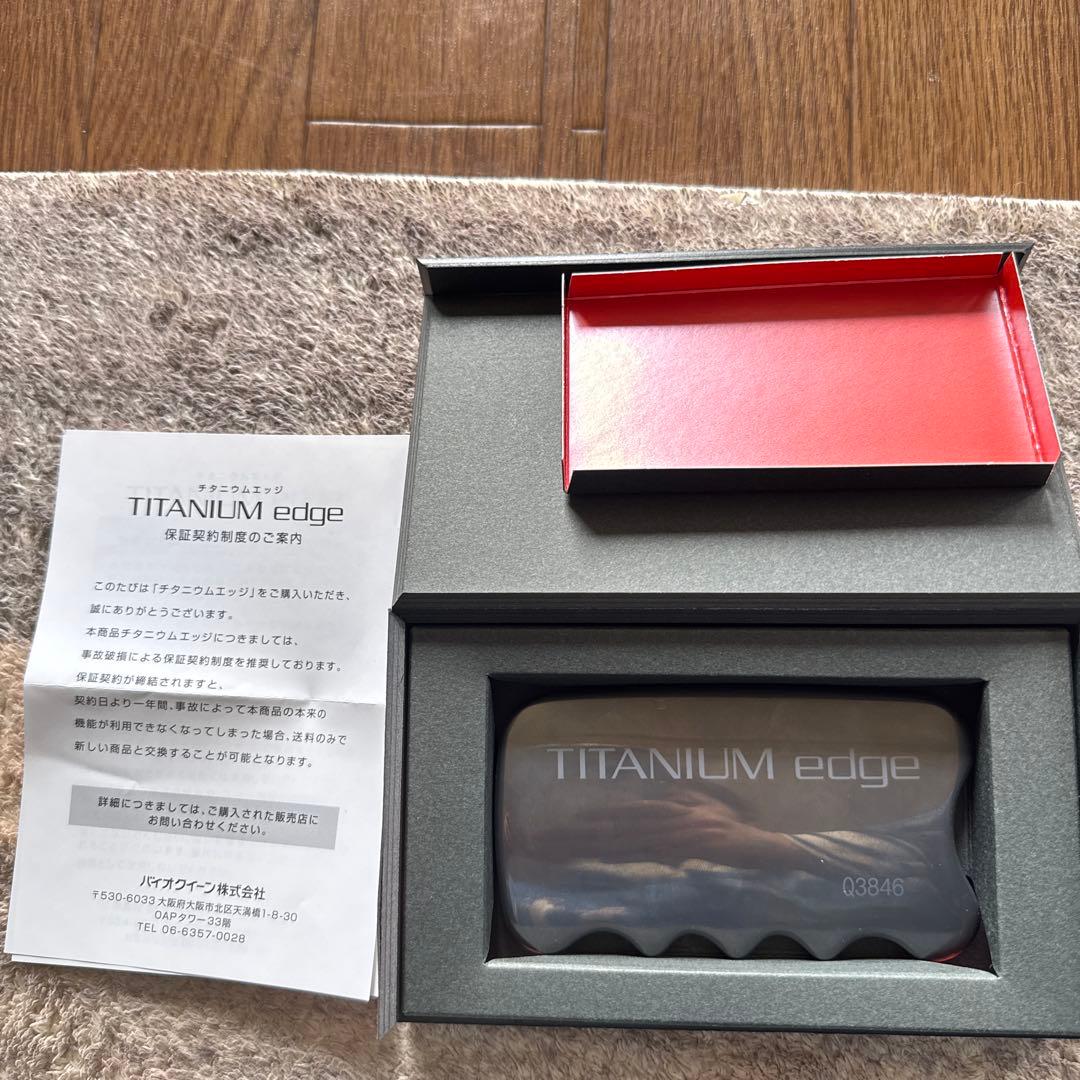 チタニウムエッジ
TITANIUM edge
保証契約制度のご案内
このたびは「チタニウムエッジ」をご購入いただき、
誠にありがとうございます。
本商品チタニウムエッジにつきましては、
事故破損による保証契約制度を推奨しております。
保証契約が締結されますと、
契約日より一年間、事故によって本商品の本来の
機能が利用できなくなってしまった場合、送料のみで
新しい商品と交換することが可能となります。
詳細につきましては、ご購入された販売店に
お問い合わせください。
バイオクイーン株式会社
〒530-6033 大阪府大阪市北区天満橋1-8-30
OAPタワー33階
TEL 06-6357-0028
TITANIUM edge
Q3846